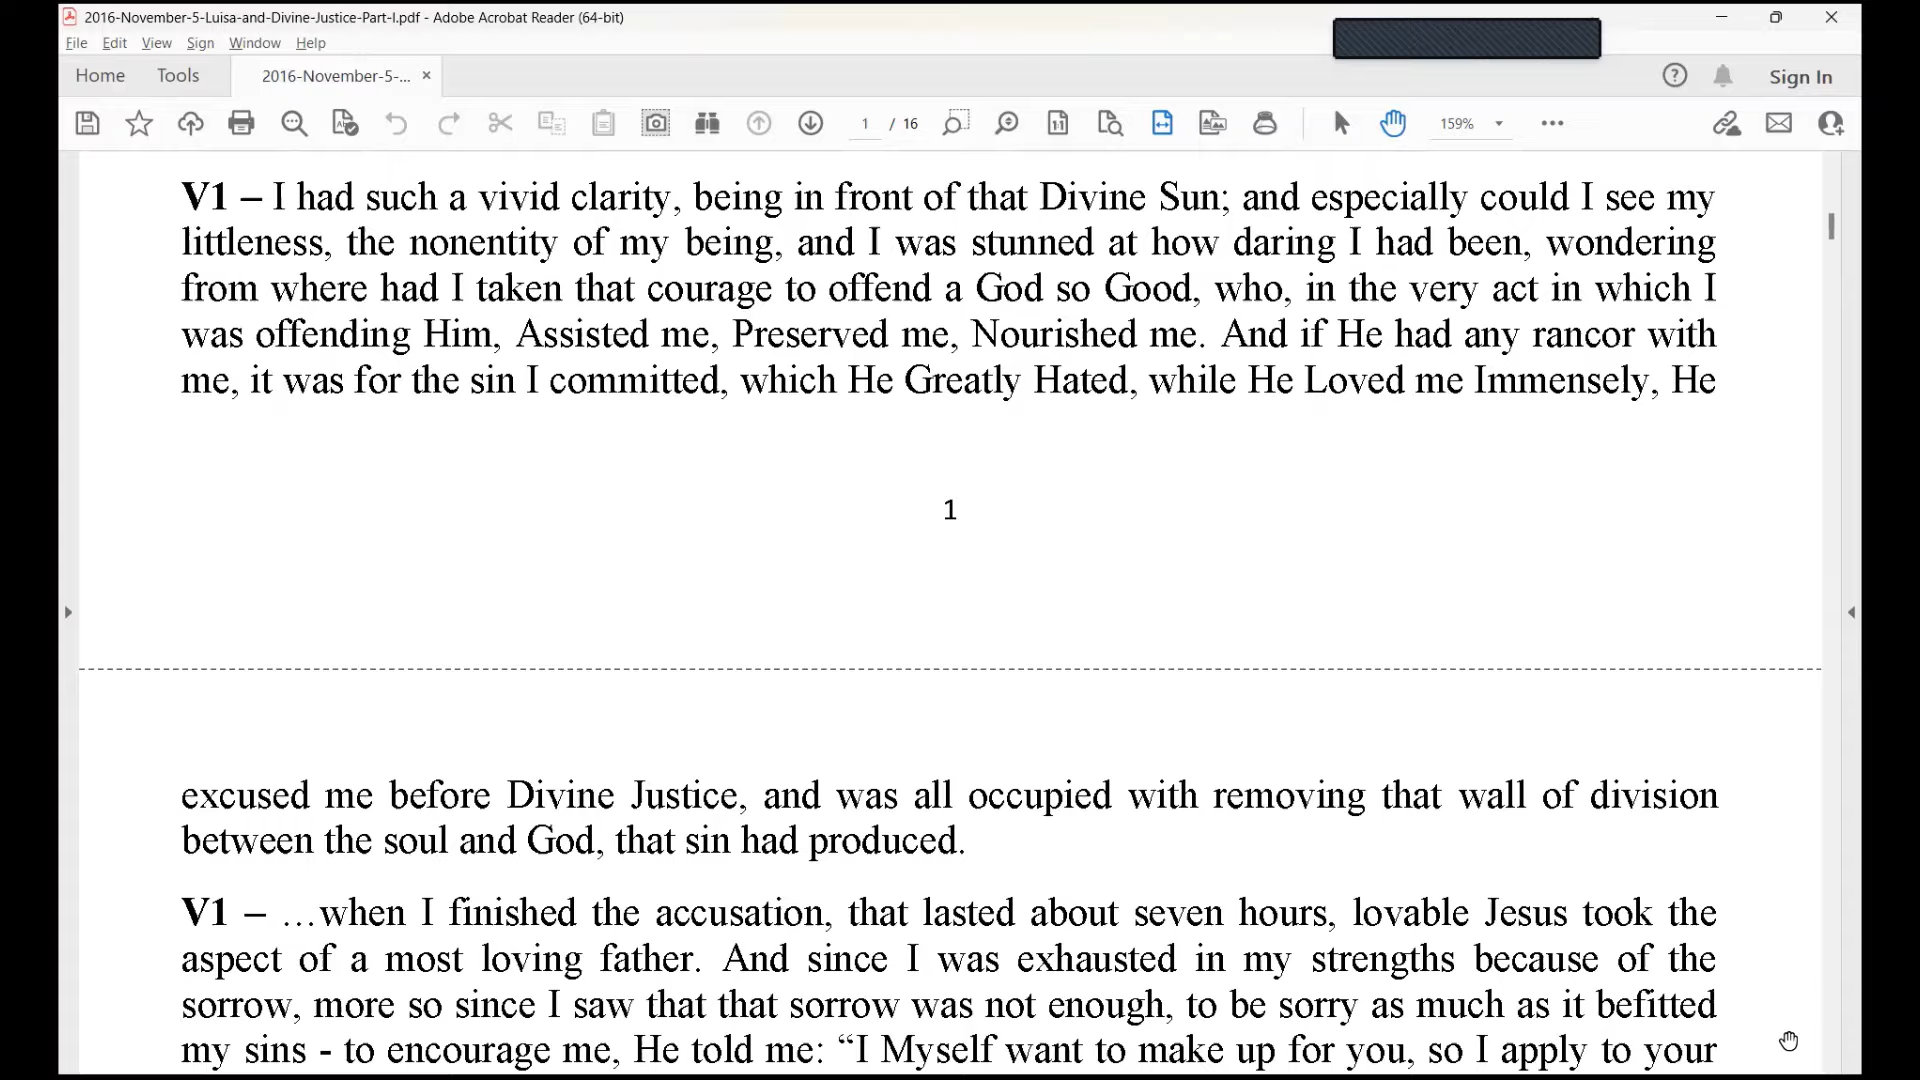 2016-November-5-Luisa-and-Divine-Justice-Part-I.pdf - Adobe Acrobat Reader (64-bit)
File Edit View Sign Window Help
Home Tools 2016-November-5-... × Sign In
1 / 16 159%
V1 – I had such a vivid clarity, being in front of that Divine Sun; and especially could I see my
littleness, the nonentity of my being, and I was stunned at how daring I had been, wondering
from where had I taken that courage to offend a God so Good, who, in the very act in which I
was offending Him, Assisted me, Preserved me, Nourished me. And if He had any rancor with
me, it was for the sin I committed, which He Greatly Hated, while He Loved me Immensely, He
1
excused me before Divine Justice, and was all occupied with removing that wall of division
between the soul and God, that sin had produced.
V1 – …when I finished the accusation, that lasted about seven hours, lovable Jesus took the
aspect of a most loving father. And since I was exhausted in my strengths because of the
sorrow, more so since I saw that that sorrow was not enough, to be sorry as much as it befitted
my sins - to encourage me, He told me: “I Myself want to make up for you, so I apply to your